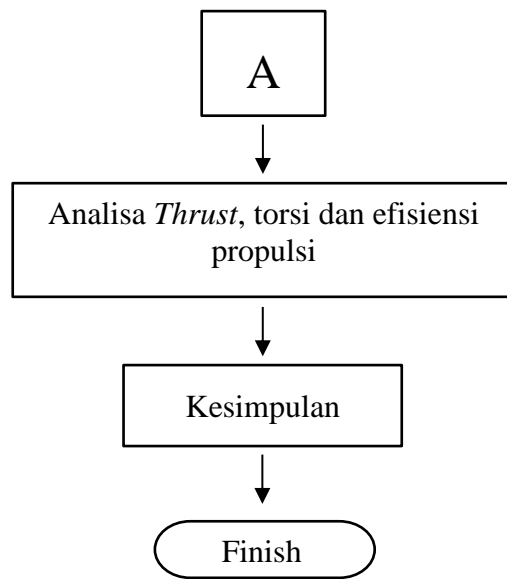 A
Analisa Thrust, torsi dan efisiensi
propulsi
Kesimpulan
Finish